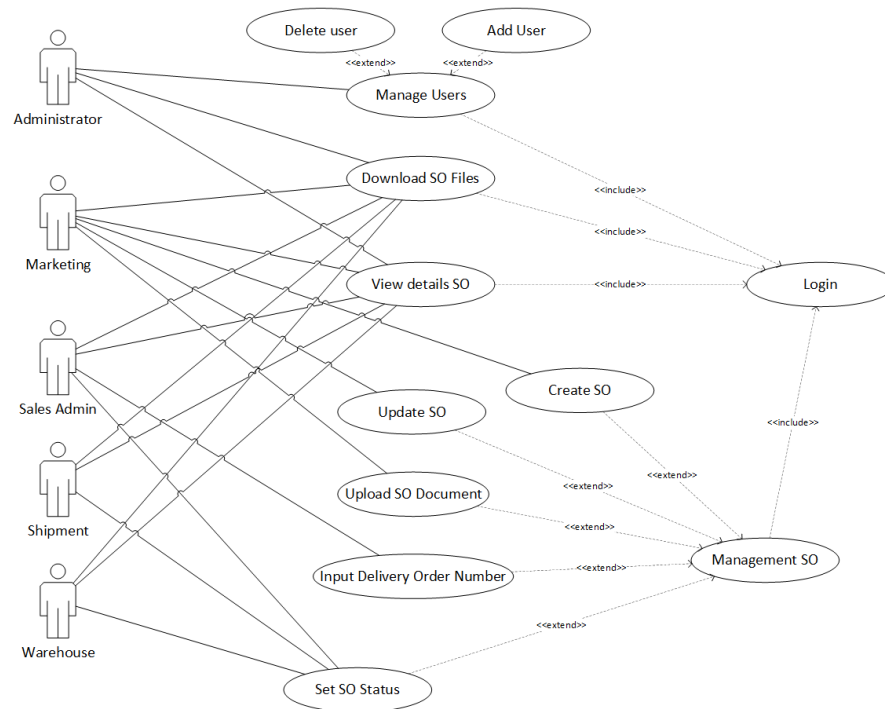 Delete user
Add User
<<extend>>
<<extend>>
Manage Users
Administrator
Download SO Files
<<include>>
<<include>>
Marketing
View details SO
<<include>>
Login
Sales Admin
Update SO
Create SO
<<include>>
<<extend>>
<<extend>>
Upload SO Document
Shipment
<<extend>>
Management SO
Input Delivery Order Number
<<extend>>
<<extend>>
Warehouse
Set SO Status